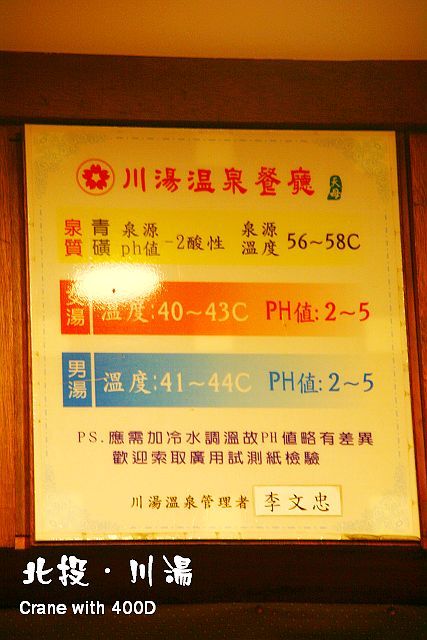 川湯溫泉餐廳 天母
泉質 青磺 泉源ph值-2酸性 泉源溫度 56~58C
女湯 溫度:40~43C PH值:2~5
男湯 溫度:41~44C PH值:2~5
PS.應需加冷水調溫故PH值略有差異
歡迎索取廣用試測紙檢驗
川湯溫泉管理者 李文忠
北投·川湯
Crane with 400D